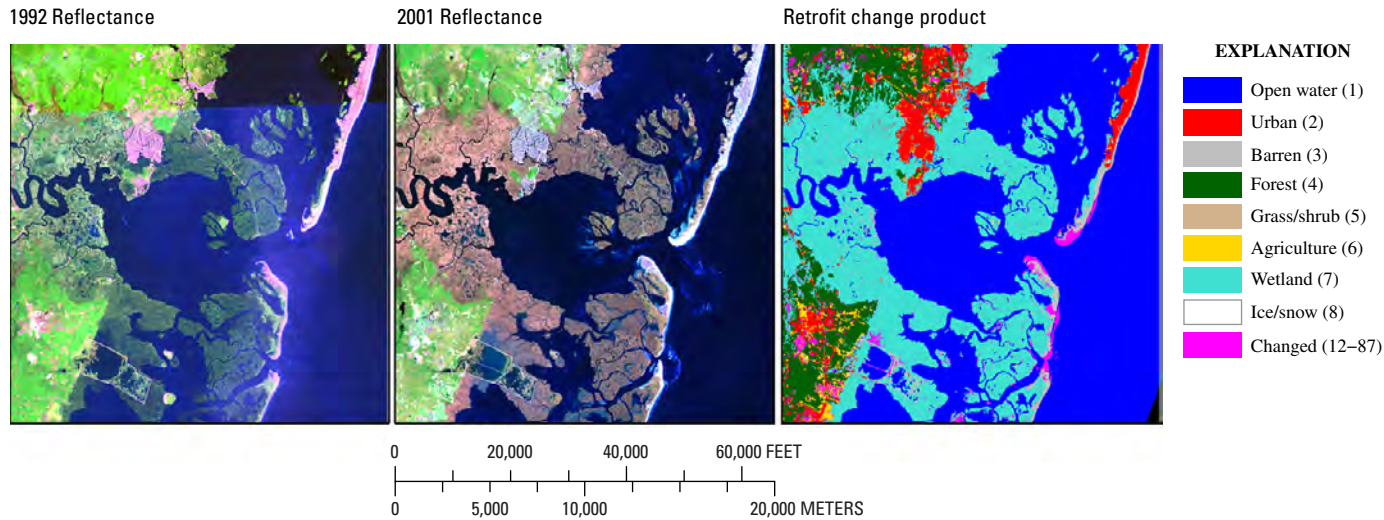 1992 Reflectance
2001 Reflectance
Retrofit change product
EXPLANATION
Open water (1)
Urban (2)
Barren (3)
Forest (4)
Grass/shrub (5)
Agriculture (6)
Wetland (7)
Ice/snow (8)
Changed (12–87)
0 20,000 40,000 60,000 FEET
0 5,000 10,000 20,000 METERS